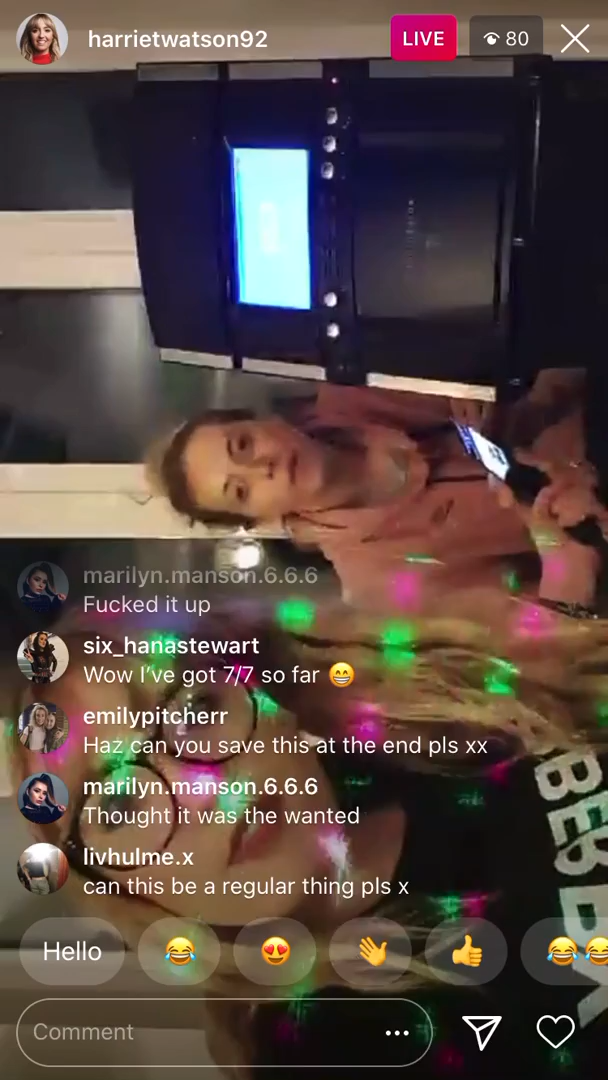 harrietwatson92
LIVE
80
marilyn.manson.6.6.6
Fucked it up
six_hanastewart
Wow I’ve got 7/7 so far 😁
emilypitcherr
Haz can you save this at the end pls xx
marilyn.manson.6.6.6
Thought it was the wanted
livhulme.x
can this be a regular thing pls x
Hello 😂 😍 👋 👍 😂😂
Comment